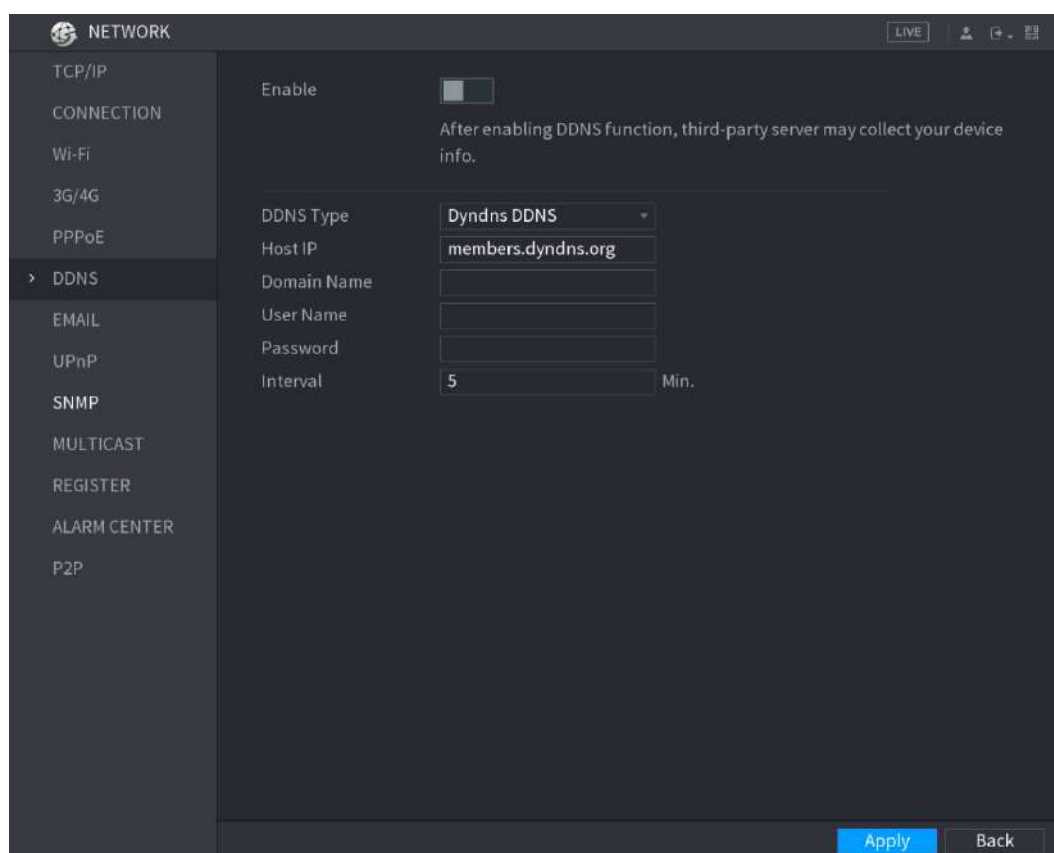 NETWORK
LIVE
TCP/IP
CONNECTION
Wi-Fi
3G/4G
PPPoE
DDNS
EMAIL
UPnP
SNMP
MULTICAST
REGISTER
ALARM CENTER
P2P
Enable
After enabling DDNS function, third-party server may collect your device
info.
DDNS Type Dyndns DDNS
Host IP members.dyndns.org
Domain Name
User Name
Password
Interval 5 Min.
Apply Back